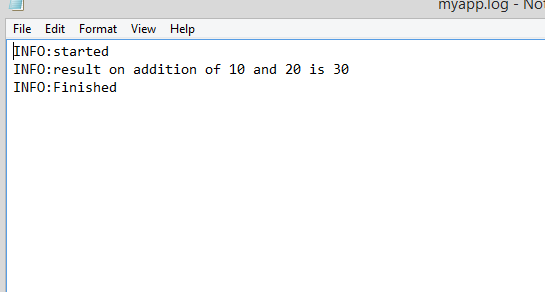 myapp.log - Not
File Edit Format View Help
INFO:started
INFO:result on addition of 10 and 20 is 30
INFO:Finished